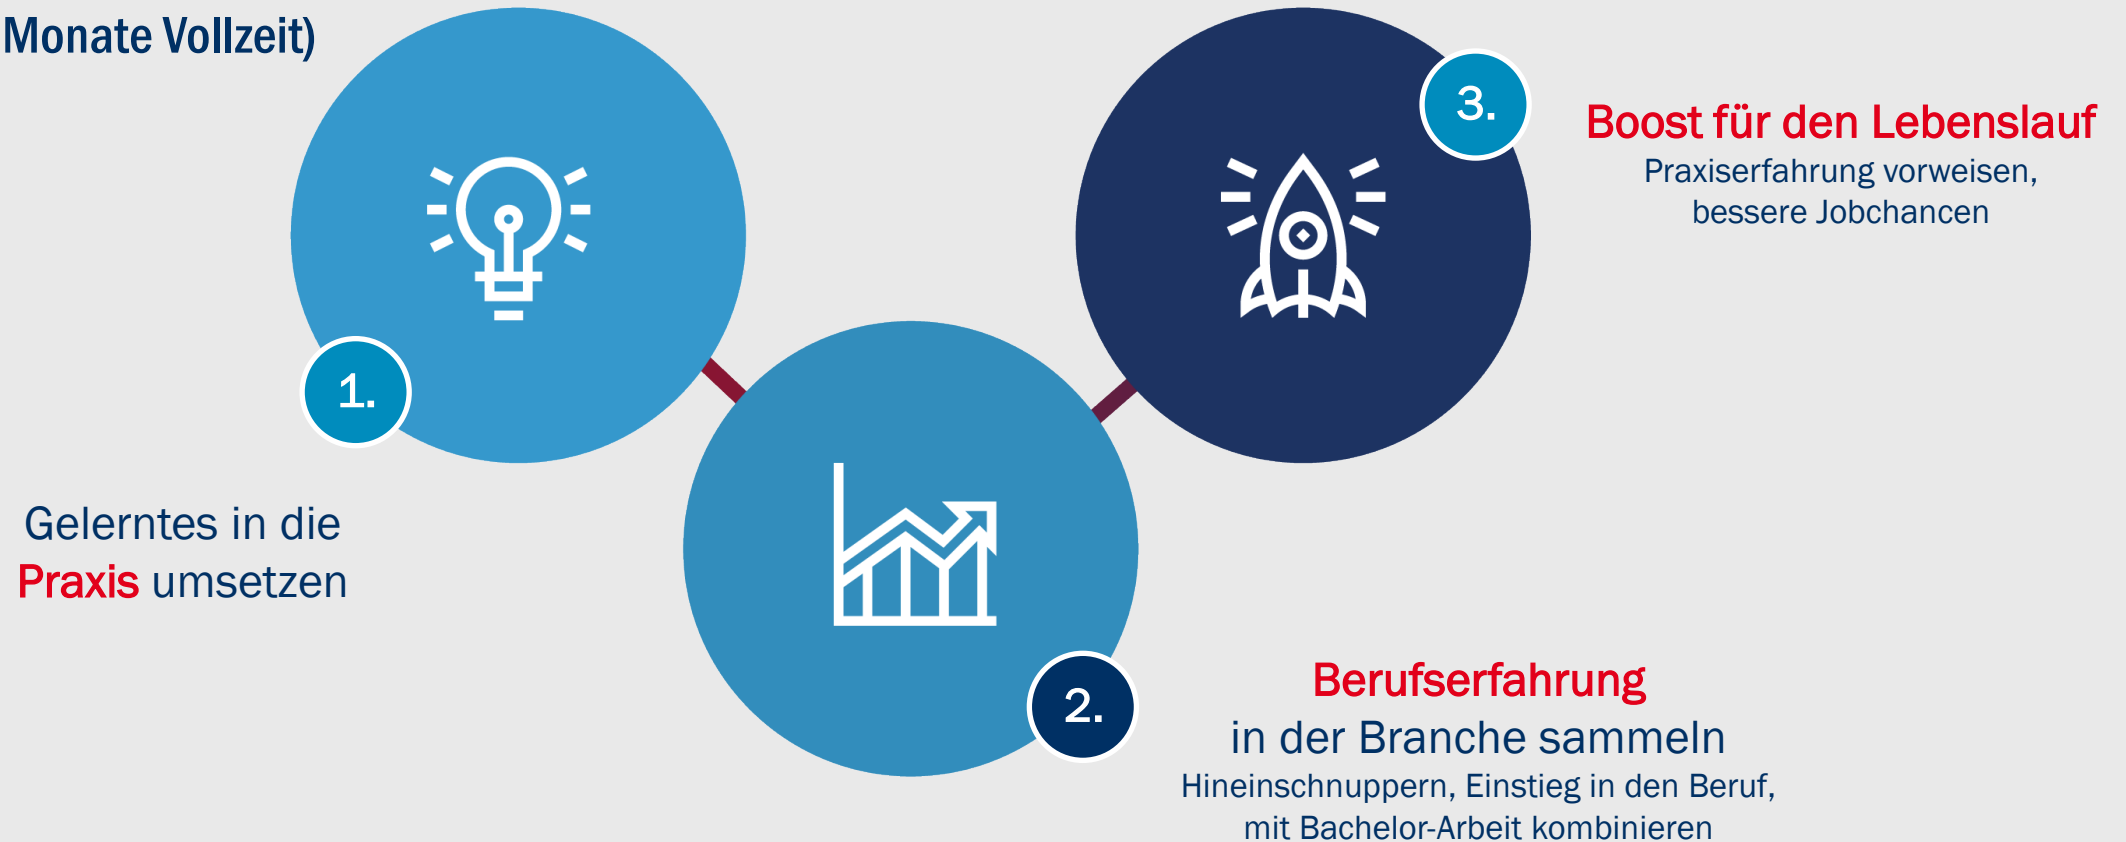 Monate Vollzeit)
1.
Gelerntes in die
Praxis umsetzen
2.
Berufserfahrung
in der Branche sammeln
Hineinschnuppern, Einstieg in den Beruf,
mit Bachelor-Arbeit kombinieren
3.
Boost für den Lebenslauf
Praxiserfahrung vorweisen,
bessere Jobchancen